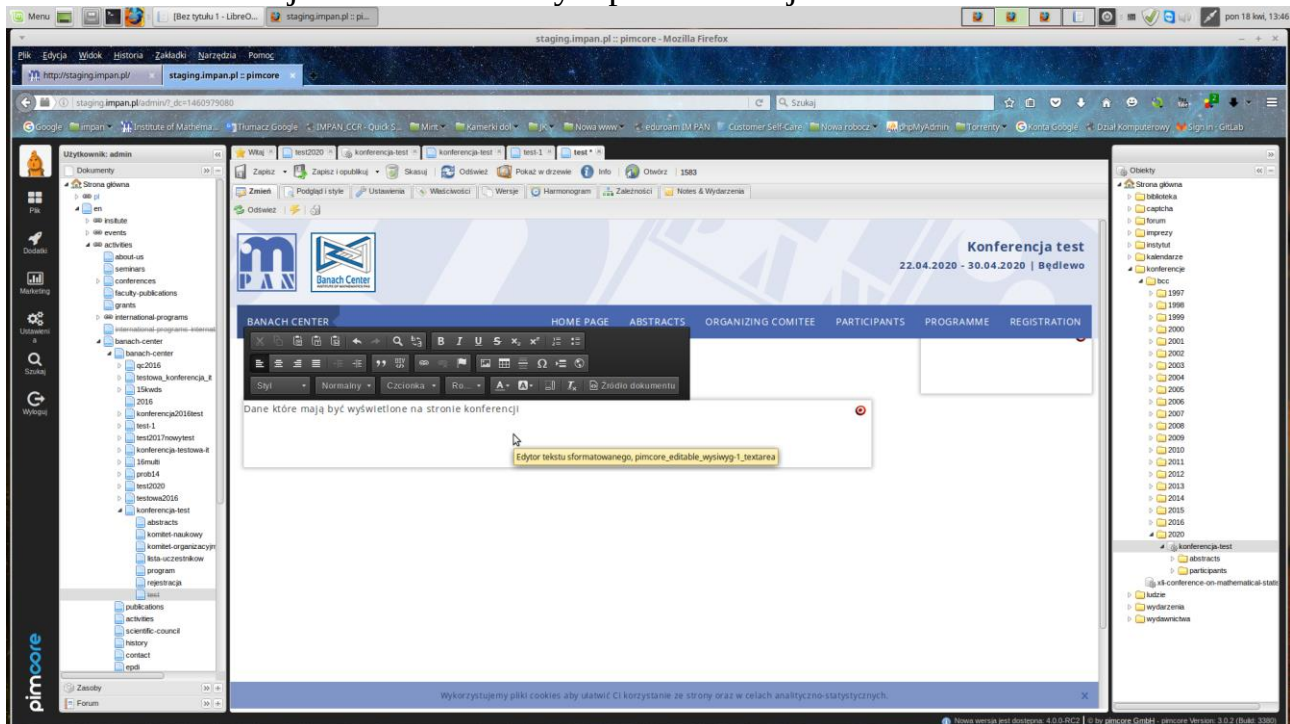 Menu
[Bez tytułu 1 - LibreO...
staging.impan.pl :: pi...
pon 18 kwi, 13:46
staging.impan.pl :: pimcore - Mozilla Firefox
Plik Edycja Widok Historia Zakładki Narzędzia Pomoc
http://staging.impan.pl/
staging.impan.pl :: pimcore
staging.impan.pl/admin/?_dc=1460979080
Szukaj
Google
impan
Institute of Mathema...
Tłumacz Google
IMPAN_CCR - Quick S...
Mint
Kamerki dol
JK
Nowa www
eduroam IM PAN
Customer Self-Care
Nowa robocz
phpMyAdmin
Torrenty
Konta Google
Dział Komputerowy
Sign in · GitLab
Plik
Dodatki
Marketing
Ustawieni
a
Szukaj
Wyloguj
pimcore
Użytkownik: admin
Dokumenty
Strona główna
pl
en
insitute
events
activities
about-us
seminars
conferences
faculty-publications
grants
international-programs
international-programs-internal
banach-center
banach-center
qc2016
testowa_konferencja_it
15kwds
2016
konferencja2016test
test-1
test2017nowytest
konferencja-testowa-it
16multi
prob14
test2020
testowa2016
konferencja-test
abstracts
komitet-naukowy
komitet-organizacyjn
lista-uczestnikow
program
rejestracja
test
publications
activities
scientific-council
history
contact
epdi
Zasoby
Forum
Witaj
test2020
konferencja-test
konferencja-test
test-1
test *
Zapisz
Zapisz i opublikuj
Skasuj
Odśwież
Pokaż w drzewie
Info
Otwórz
1583
Zmień
Podgląd i style
Ustawienia
Właściwości
Wersje
Harmonogram
Zależności
Notes & Wydarzenia
Odśwież
PAN
Banach Center
Konferencja test
22.04.2020 - 30.04.2020 | Będlewo
BANACH CENTER
HOME PAGE ABSTRACTS ORGANIZING COMITEE PARTICIPANTS PROGRAMME REGISTRATION
Styl
Normalny
Czcionka
Ro...
Źródło dokumentu
Dane które mają być wyświetlone na stronie konferencji
Edytor tekstu sformatowanego, pimcore_editable_wysiwyg-1_textarea
Wykorzystujemy pliki cookies aby ułatwić Ci korzystanie ze strony oraz w celach analityczno-statystycznych.
X
Obiekty
Strona główna
biblioteka
captcha
forum
imprezy
instytut
kalendarze
konferencje
bcc
1997
1998
1999
2000
2001
2002
2003
2004
2005
2006
2007
2008
2009
2010
2011
2012
2013
2014
2015
2016
2020
konferencja-test
abstracts
participants
xli-conference-on-mathematical-statis
ludzie
wydarzenia
wydawnictwa
Nowa wersja jest dostępna: 4.0.0-RC2 | © by pimcore GmbH - pimcore Version: 3.0.2 (Build: 3380)